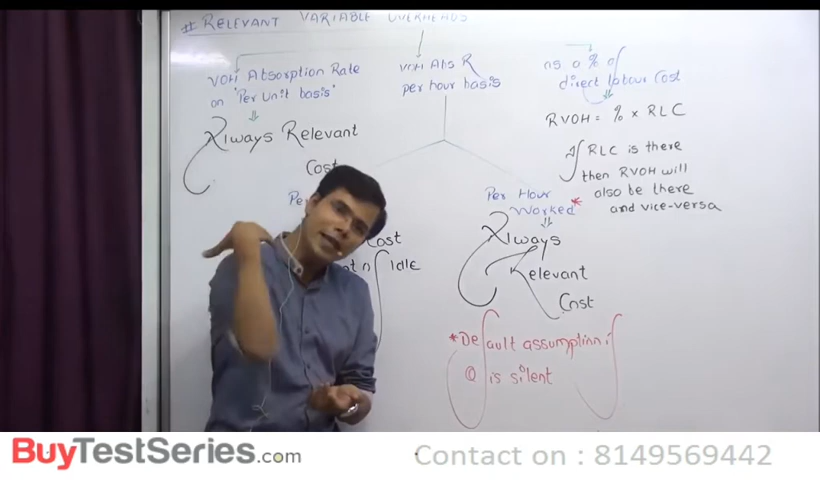 # RELEVANT VARIABLE OVERHEADS
VOH Absorption Rate
on 'Per Unit basis'
Always Relevant
Cost
VOH Abs R
per hour basis
as a % of
direct labour Cost
RVOH = % x RLC
If RLC is there
then RVOH will
also be there
and vice-versa
Pe
Cost
Idle
Per Hour
Worked*
Always
Relevant
Cost
*Default assumption if
Q is silent
BuyTestSeries.com
Contact on : 8149569442